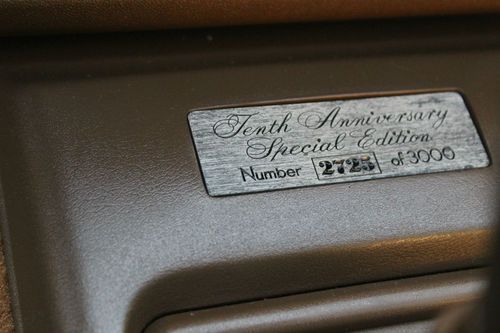 Tenth Anniversary
Special Edition
Number 2725 of 3000